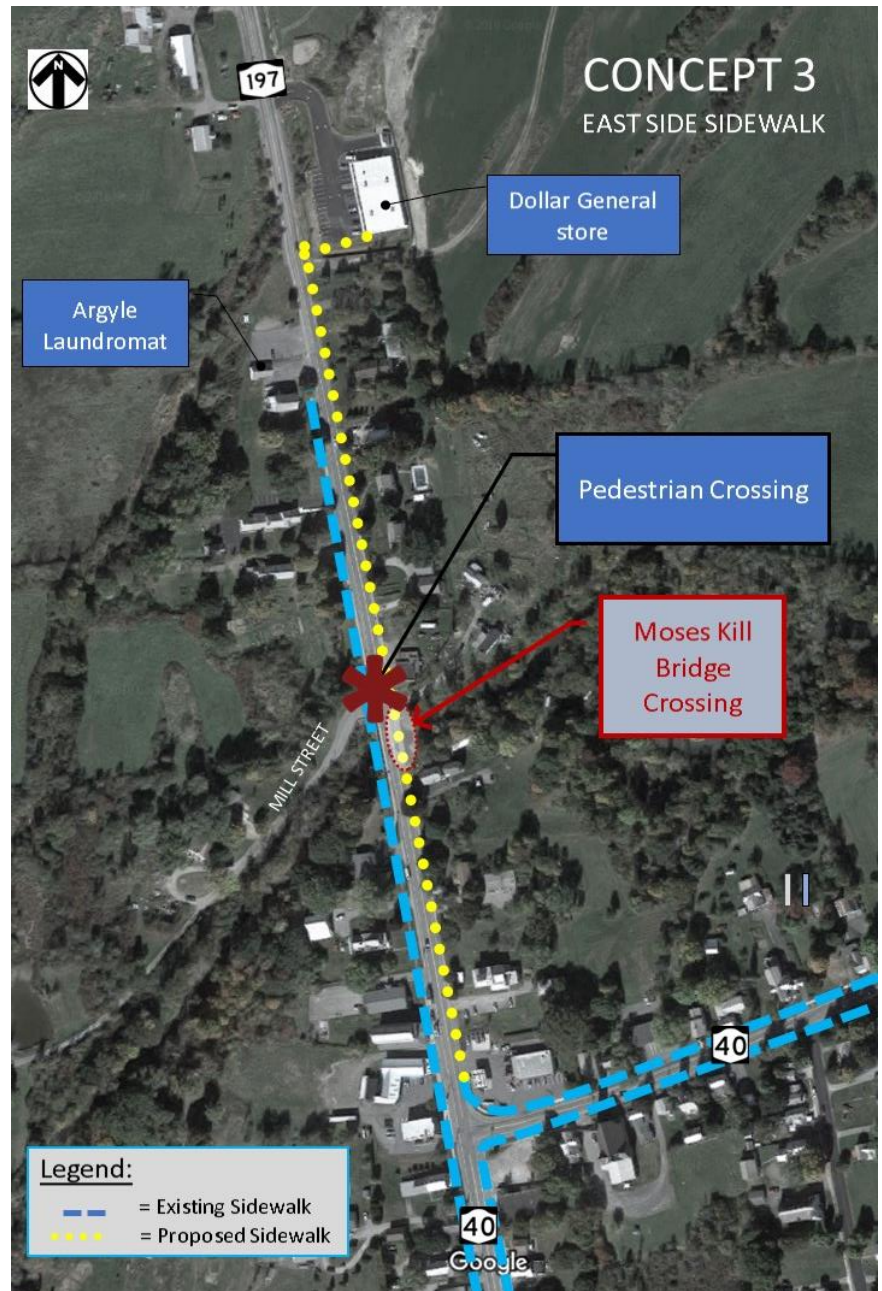 N
197
CONCEPT 3
EAST SIDE SIDEWALK
Dollar General
store
Argyle
Laundromat
Pedestrian Crossing
Moses Kill
Bridge
Crossing
MILL STREET
40
Legend:
= Existing Sidewalk
= Proposed Sidewalk
40
Google